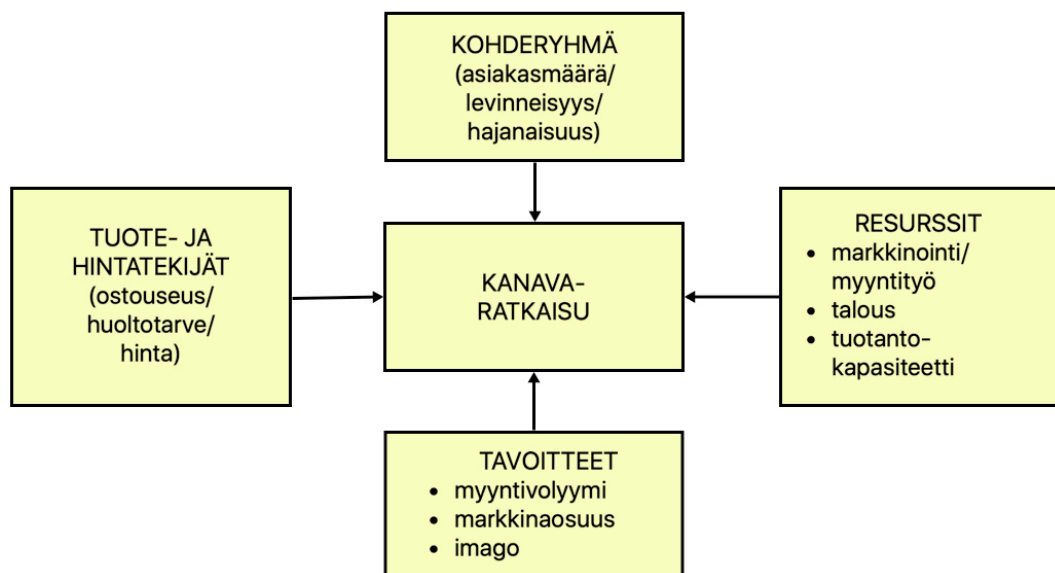 KOHDERYHMÄ
(asiakasmäärä/
levinneisyys/
hajanaisuus)
TUOTE- JA
HINTATEKIJÄT
(ostouseus/
huoltotarve/
hinta)
KANAVA-
RATKAISU
RESURSSIT
• markkinointi/
myyntityö
• talous
• tuotanto-
kapasiteetti
TAVOITTEET
• myyntivolyymi
• markkinaosuus
• imago